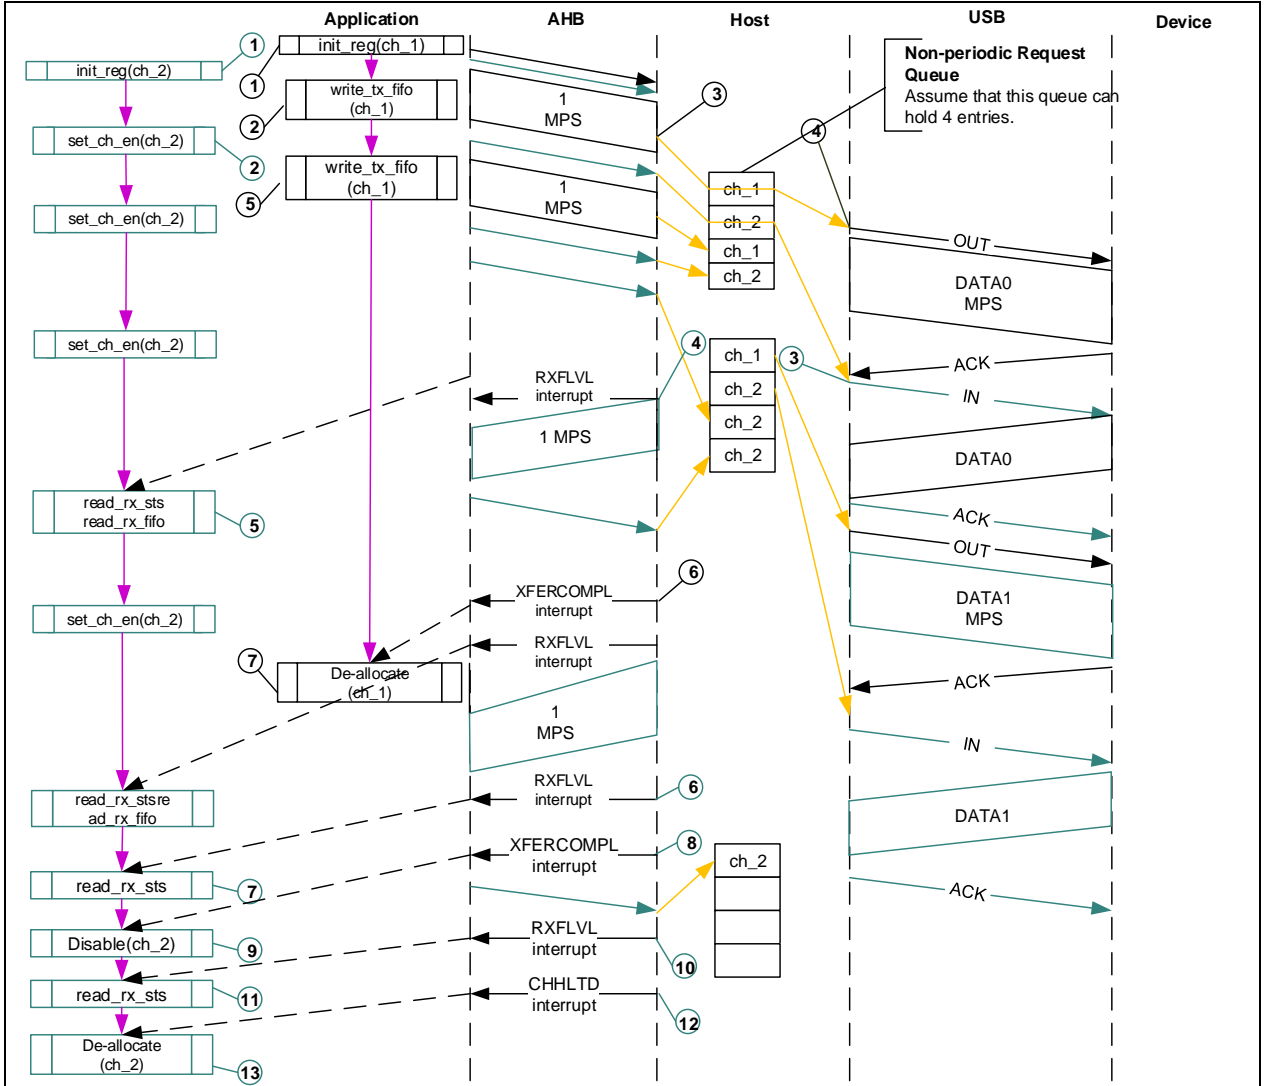 Application
AHB
Host
USB
Device
1
init_reg(ch_2)
init_reg(ch_1)
1
Non-periodic Request
Queue
Assume that this queue can
hold 4 entries.
write_tx_fifo
(ch_1)
2
1
MPS
3
4
set_ch_en(ch_2)
2
write_tx_fifo
(ch_1)
5
1
MPS
set_ch_en(ch_2)
ch_1
ch_2
ch_1
ch_2
OUT
DATA0
MPS
set_ch_en(ch_2)
4
3
ch_1
ch_2
ch_2
ch_2
ACK
IN
RXFLVL
interrupt
1 MPS
DATA0
read_rx_sts
read_rx_fifo
5
ACK
OUT
set_ch_en(ch_2)
XFERCOMPL
interrupt
6
DATA1
MPS
RXFLVL
interrupt
7
De-allocate
(ch_1)
ACK
1
MPS
IN
read_rx_stsre
ad_rx_fifo
RXFLVL
interrupt
6
DATA1
XFERCOMPL
interrupt
8
ch_2
read_rx_sts
7
ACK
Disable(ch_2)
9
RXFLVL
interrupt
10
read_rx_sts
11
CHHLTD
interrupt
12
De-allocate
(ch_2)
13